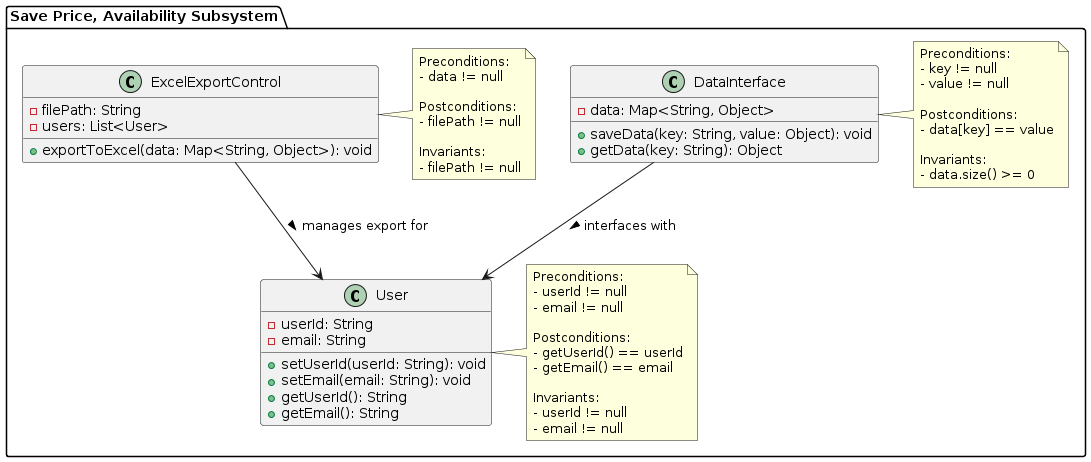 Save Price, Availability Subsystem
C ExcelExportControl
filePath: String
users: List<User>
exportToExcel(data: Map<String, Object>): void
Preconditions:
- data != null
Postconditions:
- filePath != null
Invariants:
- filePath != null
C DataInterface
data: Map<String, Object>
saveData(key: String, value: Object): void
getData(key: String): Object
Preconditions:
- key != null
- value != null
Postconditions:
- data[key] == value
Invariants:
- data.size() >= 0
manages export for
interfaces with
C User
userId: String
email: String
setUserId(userId: String): void
setEmail(email: String): void
getUserId(): String
getEmail(): String
Preconditions:
- userId != null
- email != null
Postconditions:
- getUserId() == userId
- getEmail() == email
Invariants:
- userId != null
- email != null